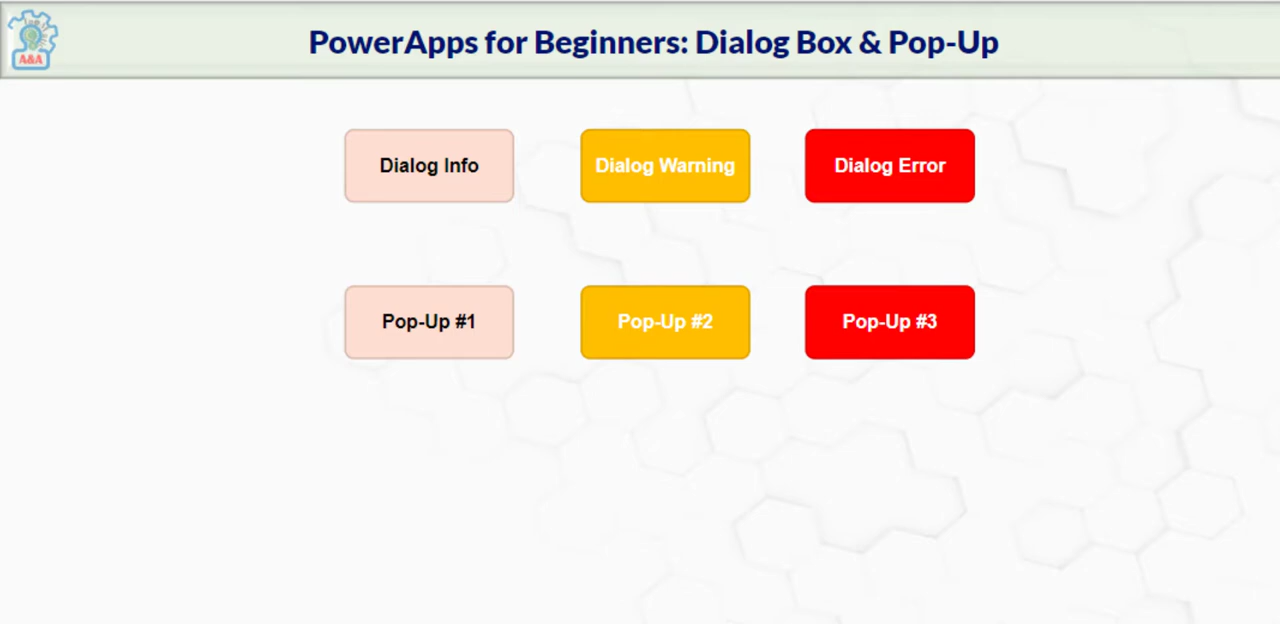 PowerApps for Beginners: Dialog Box & Pop-Up
A&A
Dialog Info
Dialog Warning
Dialog Error
Pop-Up #1
Pop-Up #2
Pop-Up #3